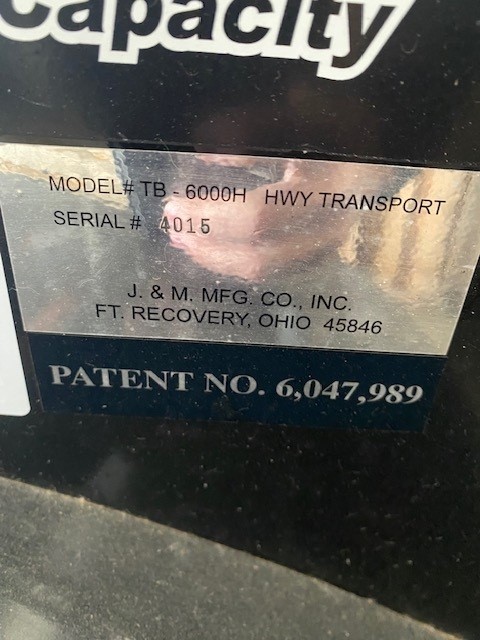 Capacity
MODEL# TB - 6000H HWY TRANSPORT
SERIAL # 4015
J. & M. MFG. CO., INC.
FT. RECOVERY, OHIO 45846
PATENT NO. 6,047,989